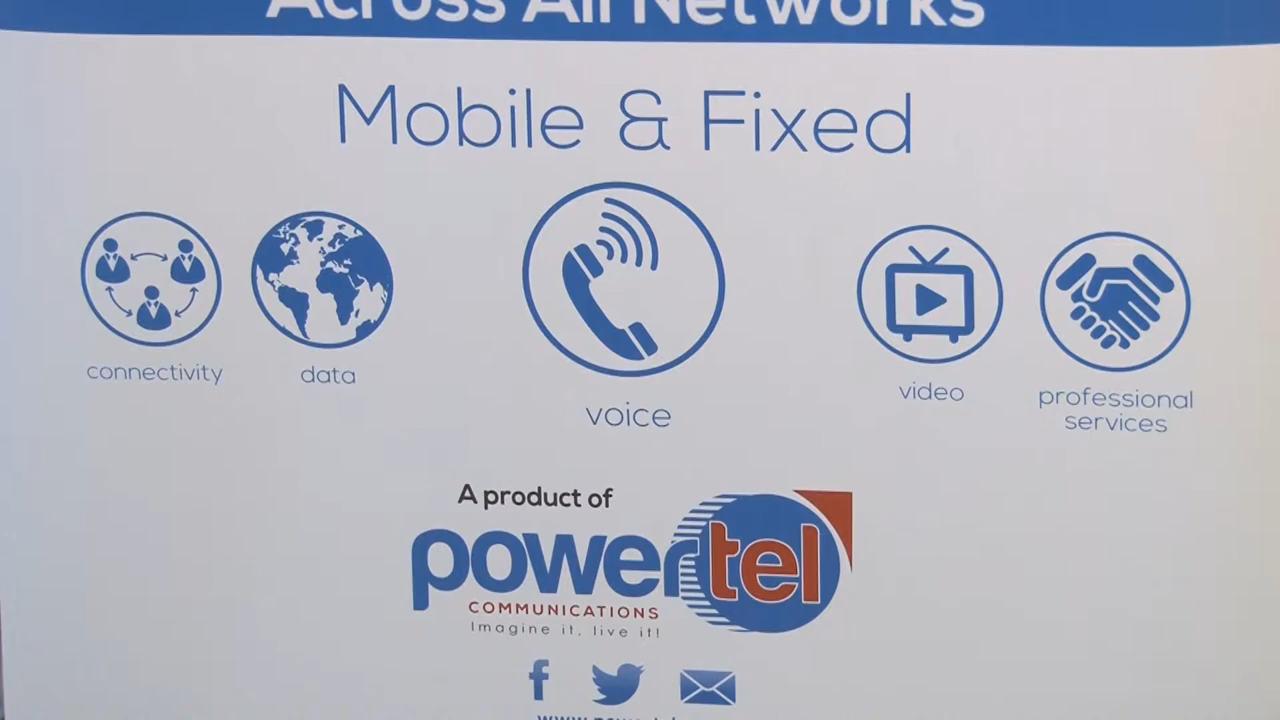 Across All Networks
Mobile & Fixed
connectivity
data
voice
video
professional
services
A product of
powertel
COMMUNICATIONS
Imagine it, live it!